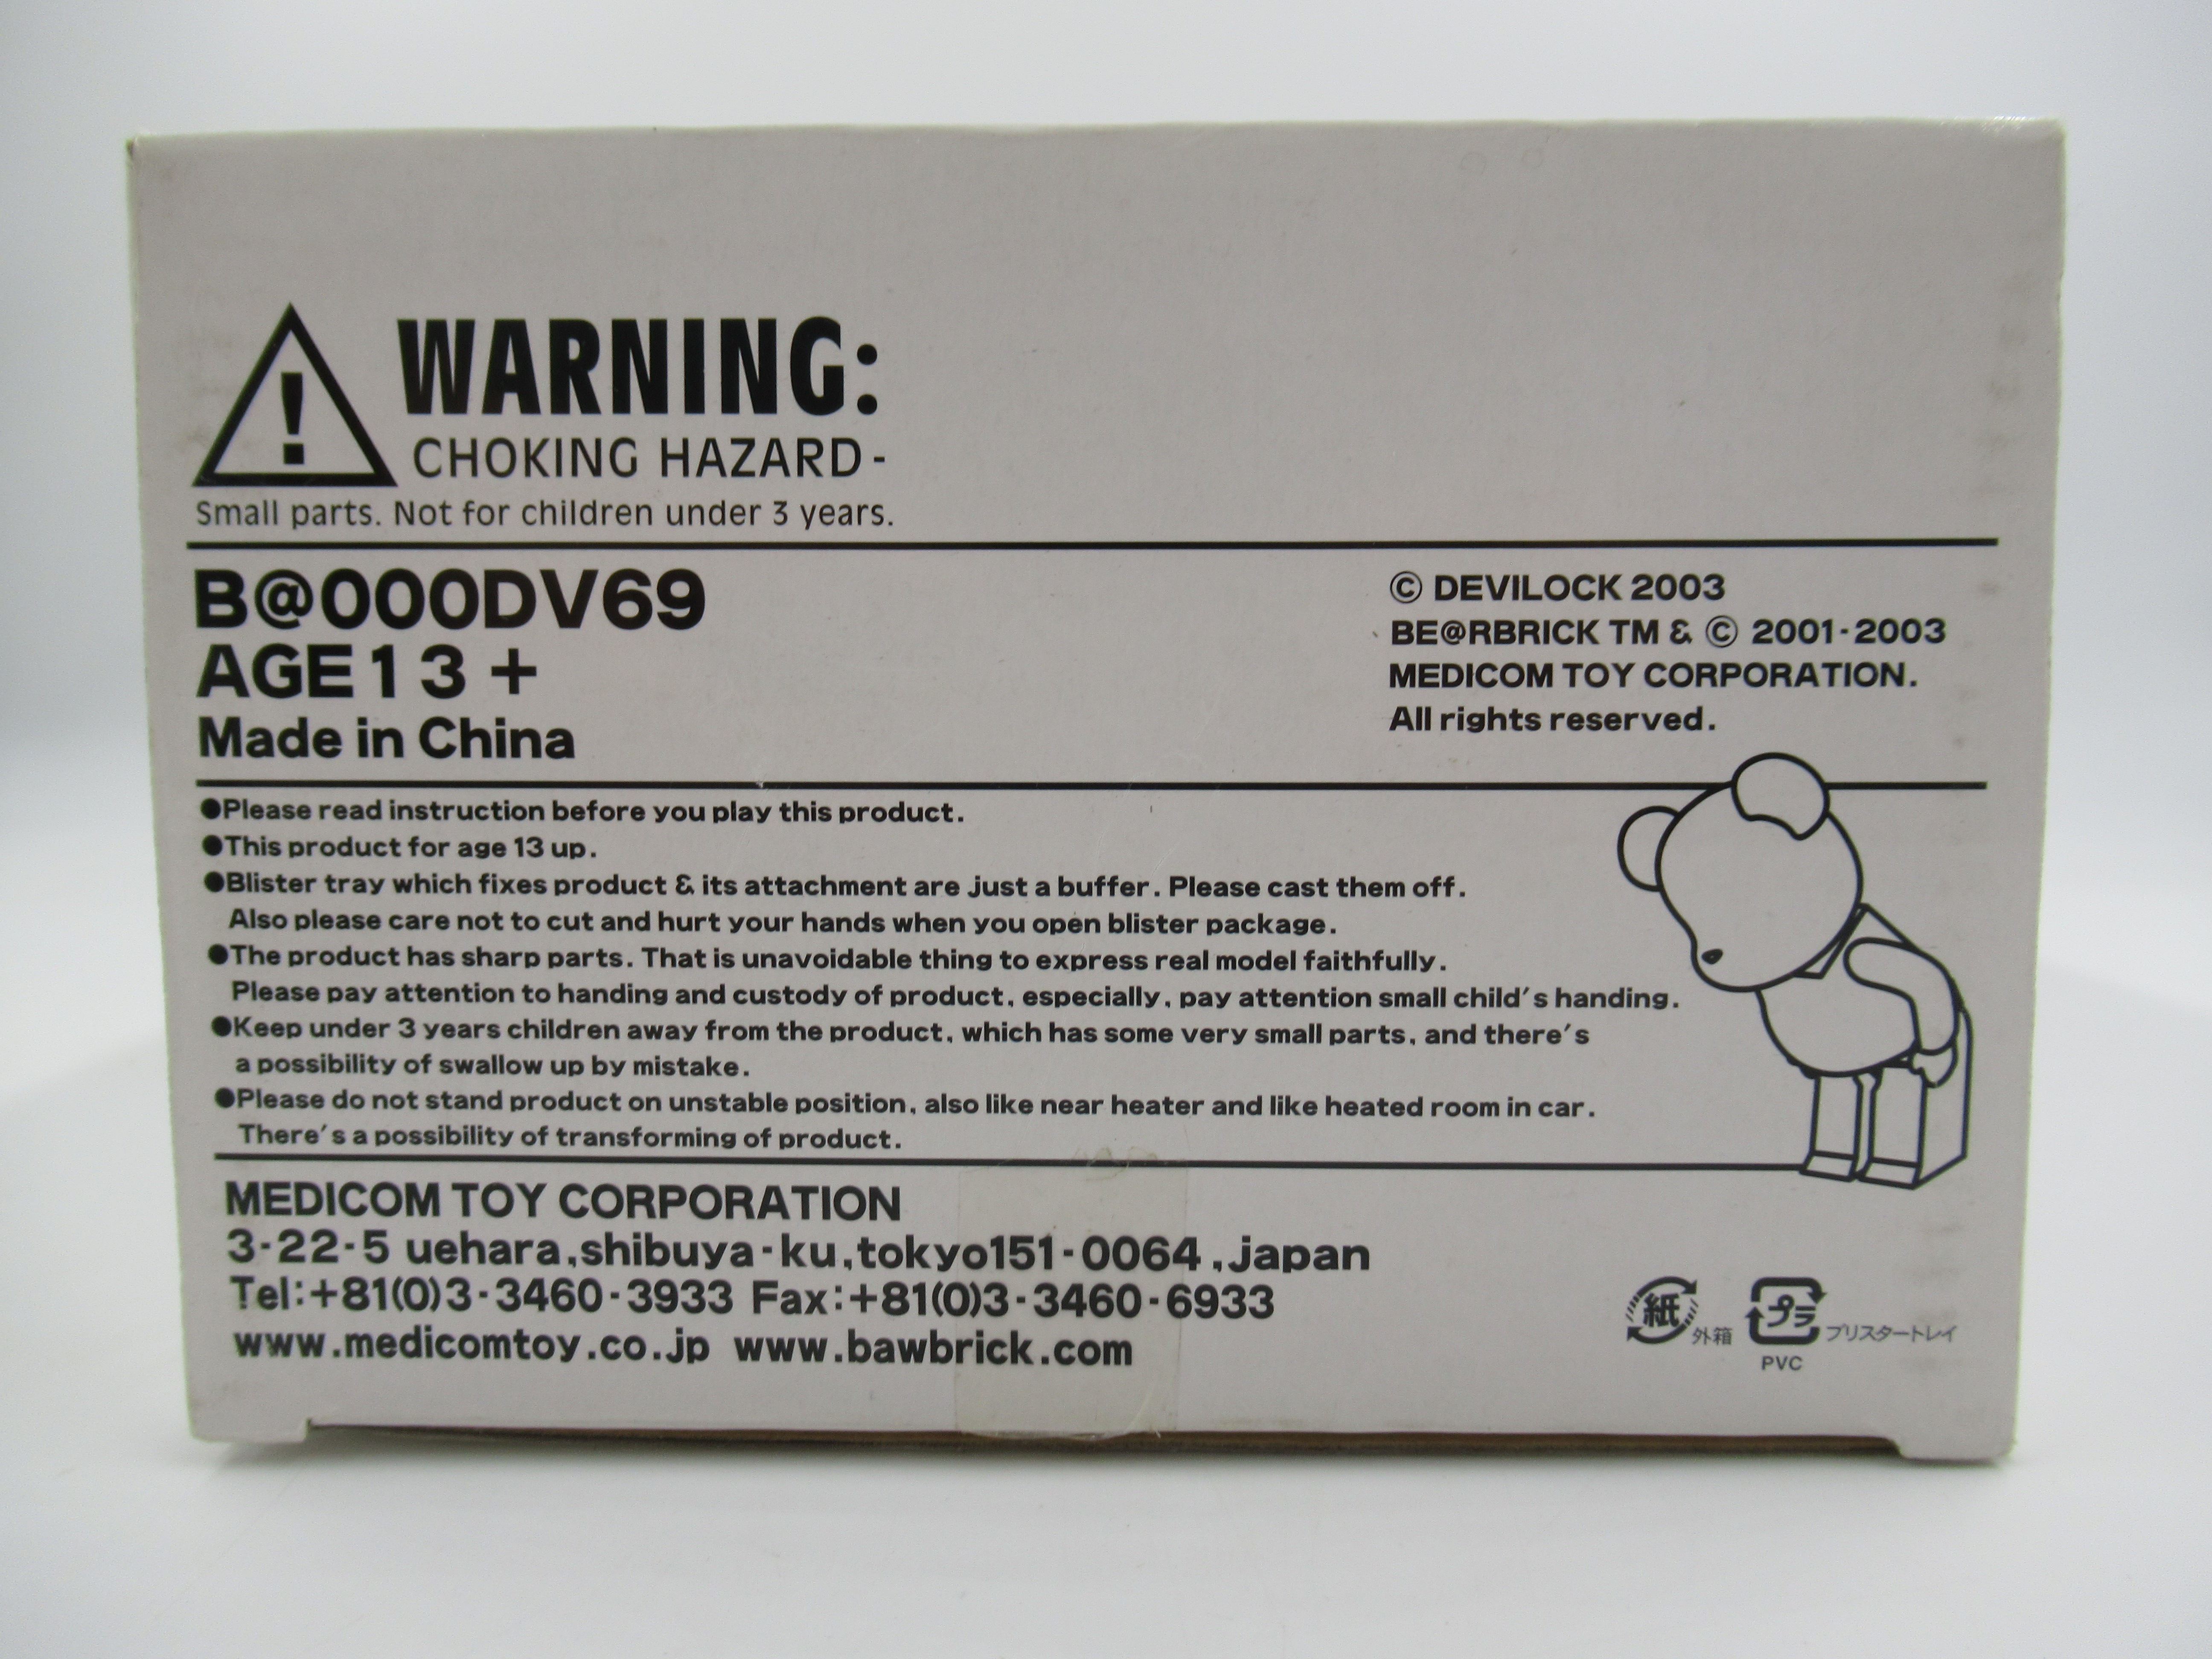 !
WARNING:
CHOKING HAZARD-
Small parts. Not for children under 3 years.
B@000DV69
AGE 13 +
Made in China
© DEVILOCK 2003
BE@RBRICK TM & © 2001-2003
MEDICOM TOY CORPORATION.
All rights reserved.
●Please read instruction before you play this product.
●This product for age 13 up.
●Blister tray which fixes product & its attachment are just a buffer. Please cast them off.
Also please care not to cut and hurt your hands when you open blister package.
●The product has sharp parts. That is unavoidable thing to express real model faithfully.
Please pay attention to handing and custody of product, especially, pay attention small child's handing.
●Keep under 3 years children away from the product, which has some very small parts, and there's
a possibility of swallow up by mistake.
●Please do not stand product on unstable position, also like near heater and like heated room in car.
There's a possibility of transforming of product.
MEDICOM TOY CORPORATION
3-22-5 uehara,shibuya-ku,tokyo151-0064,japan
Tel:+81(0)3-3460-3933 Fax:+81(0)3-3460-6933
www.medicomtoy.co.jp www.bawbrick.com
紙 外箱 プラ ブリスタートレイ
PVC